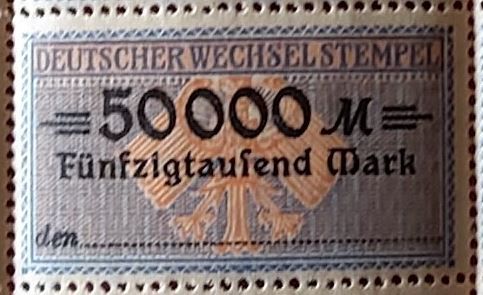 DEUTSCHER WECHSELSTEMPEL
50000 M
Fünfzigtauſend Mark
den